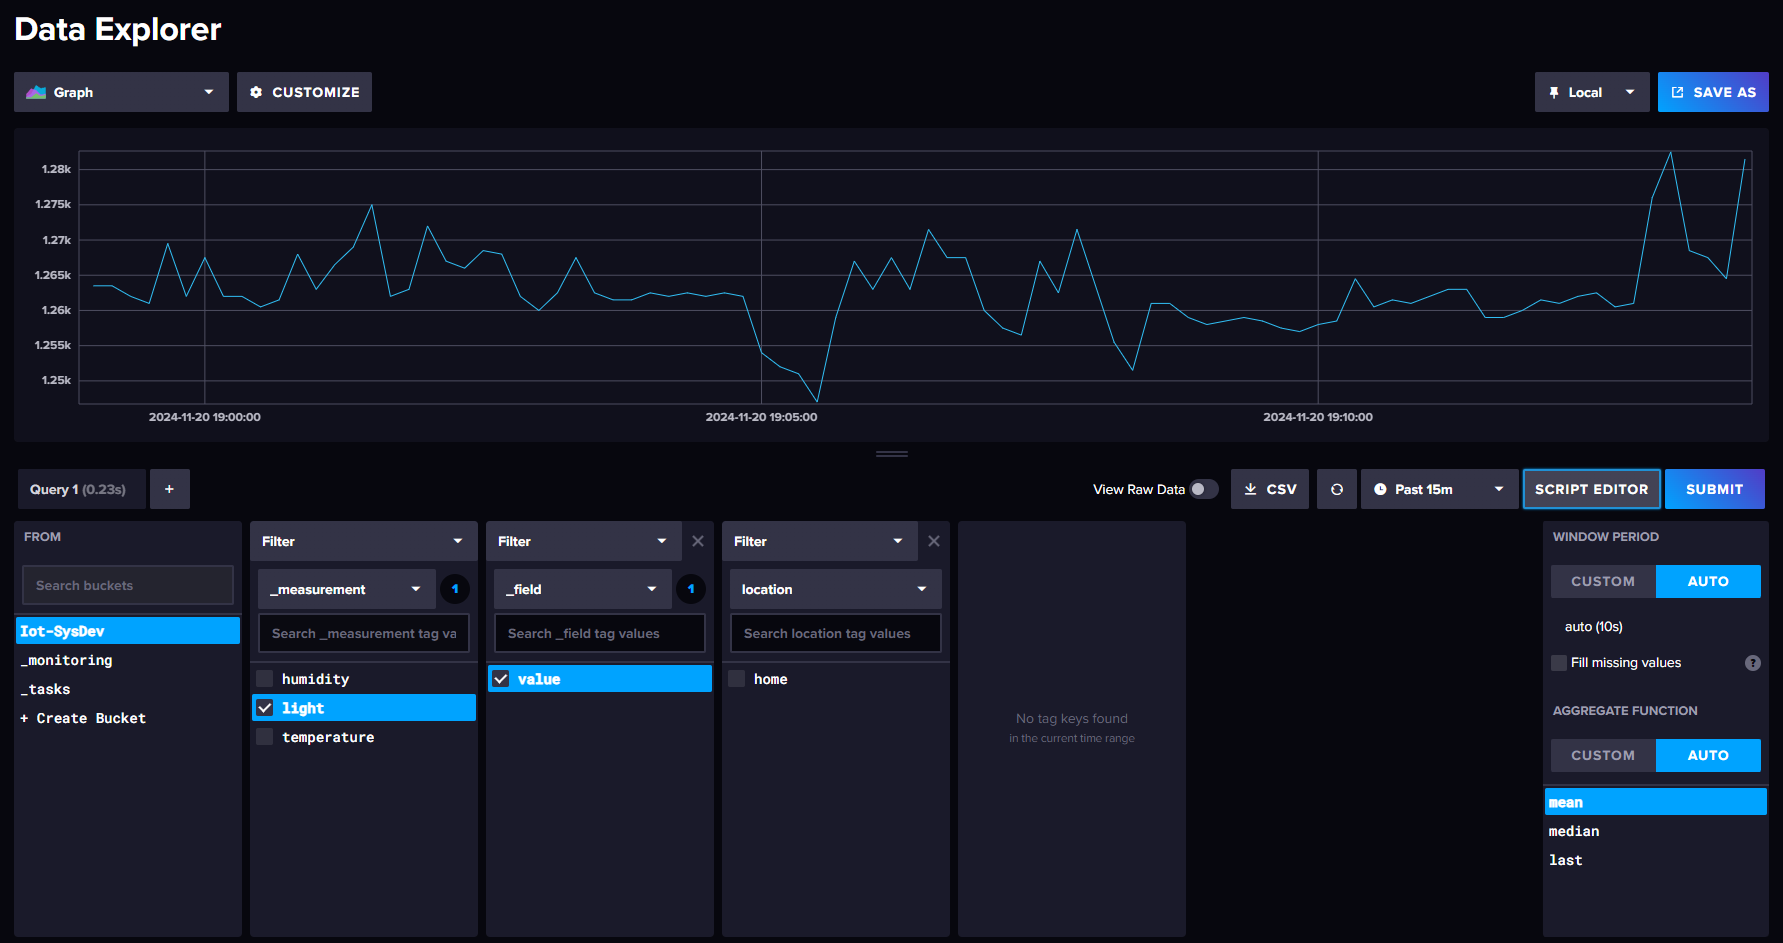 Data Explorer
Graph
CUSTOMIZE
Local
SAVE AS
1.28k
1.275k
1.27k
1.265k
1.26k
1.255k
1.25k
2024-11-20 19:00:00
2024-11-20 19:05:00
2024-11-20 19:10:00
Query 1 (0.23s)
+
View Raw Data
CSV
Past 15m
SCRIPT EDITOR
SUBMIT
FROM
Search buckets
Iot-SysDev
_monitoring
_tasks
+ Create Bucket
Filter
_measurement
1
Search _measurement tag va
humidity
light
temperature
Filter
_field
1
Search _field tag values
value
Filter
location
Search location tag values
home
No tag keys found
in the current time range
WINDOW PERIOD
CUSTOM
AUTO
auto (10s)
Fill missing values
?
AGGREGATE FUNCTION
CUSTOM
AUTO
mean
median
last